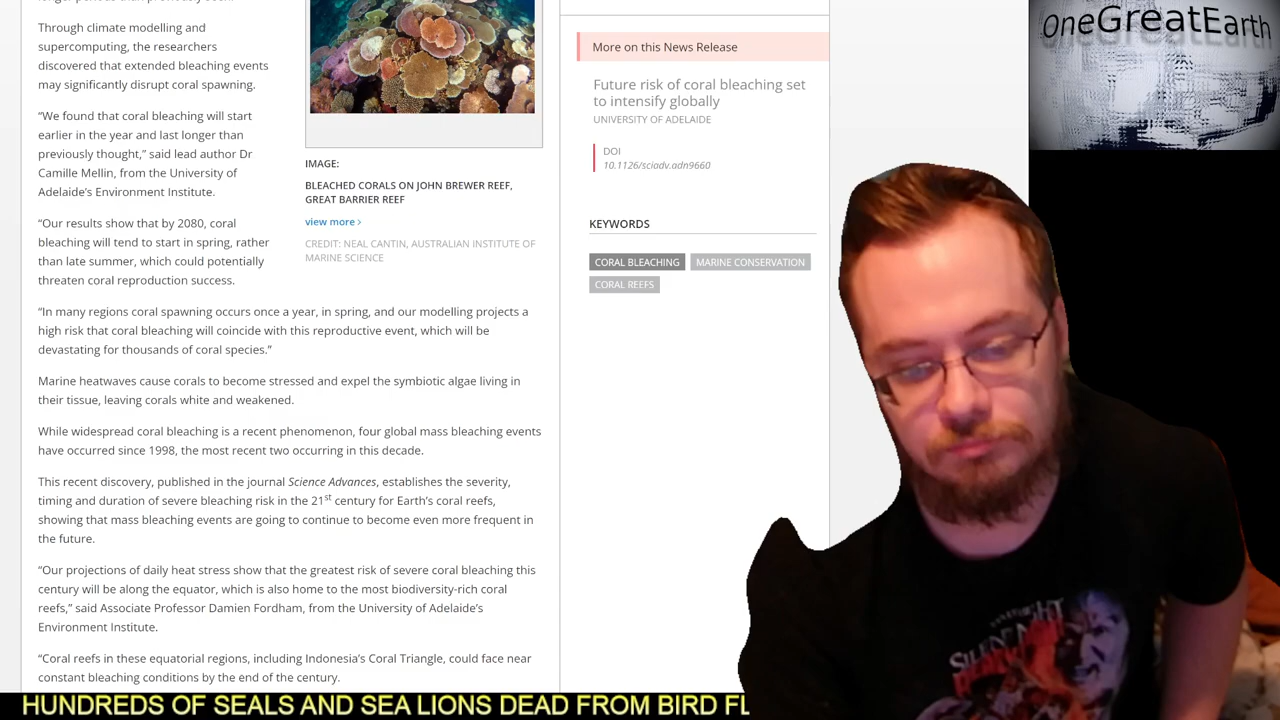 Through climate modelling and
supercomputing, the researchers
discovered that extended bleaching events
may significantly disrupt coral spawning.
“We found that coral bleaching will start
earlier in the year and last longer than
previously thought,” said lead author Dr
Camille Mellin, from the University of
Adelaide’s Environment Institute.
“Our results show that by 2080, coral
bleaching will tend to start in spring, rather
than late summer, which could potentially
threaten coral reproduction success.
IMAGE:
BLEACHED CORALS ON JOHN BREWER REEF,
GREAT BARRIER REEF
view more >
CREDIT: NEAL CANTIN, AUSTRALIAN INSTITUTE OF
MARINE SCIENCE
“In many regions coral spawning occurs once a year, in spring, and our modelling projects a
high risk that coral bleaching will coincide with this reproductive event, which will be
devastating for thousands of coral species.”
Marine heatwaves cause corals to become stressed and expel the symbiotic algae living in
their tissue, leaving corals white and weakened.
While widespread coral bleaching is a recent phenomenon, four global mass bleaching events
have occurred since 1998, the most recent two occurring in this decade.
This recent discovery, published in the journal Science Advances, establishes the severity,
timing and duration of severe bleaching risk in the 21st century for Earth’s coral reefs,
showing that mass bleaching events are going to continue to become even more frequent in
the future.
“Our projections of daily heat stress show that the greatest risk of severe coral bleaching this
century will be along the equator, which is also home to the most biodiversity-rich coral
reefs,” said Associate Professor Damien Fordham, from the University of Adelaide’s
Environment Institute.
“Coral reefs in these equatorial regions, including Indonesia’s Coral Triangle, could face near
constant bleaching conditions by the end of the century.
More on this News Release
Future risk of coral bleaching set
to intensify globally
UNIVERSITY OF ADELAIDE
DOI
10.1126/sciadv.adn9660
KEYWORDS
CORAL BLEACHING MARINE CONSERVATION
CORAL REEFS
OneGreatEarth
SILENT NIGHT
HUNDREDS OF SEALS AND SEA LIONS DEAD FROM BIRD FL